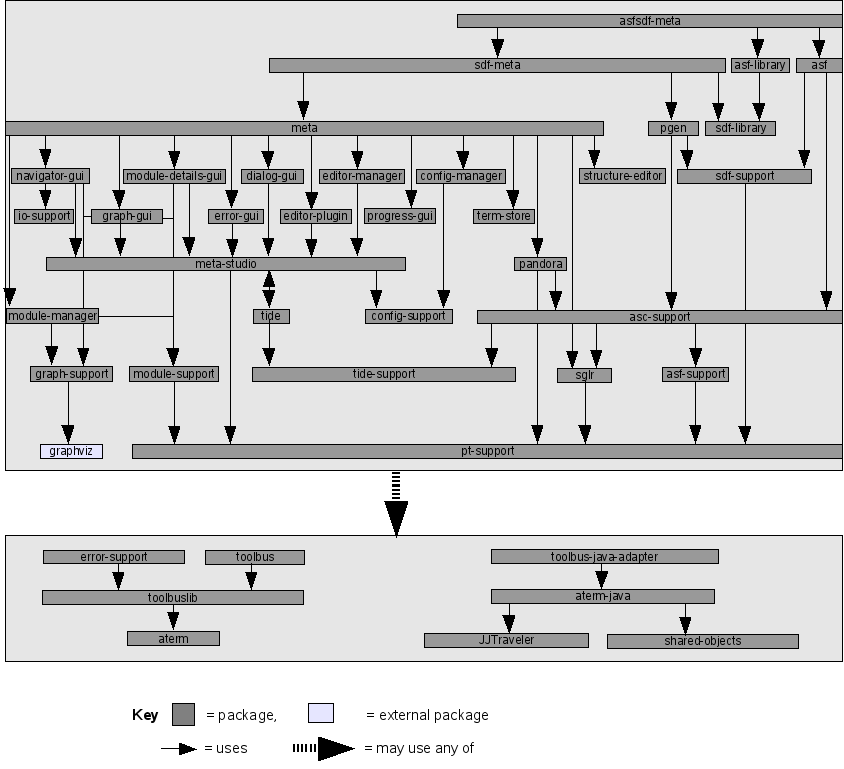 asfsdf-meta
sdf-meta asf-library asf
meta pgen sdf-library
navigator-gui module-details-gui dialog-gui editor-manager config-manager structure-editor sdf-support
io-support graph-gui error-gui editor-plugin progress-gui term-store
meta-studio pandora
module-manager tide config-support asc-support
graph-support module-support tide-support sglr asf-support
graphviz pt-support
error-support toolbus toolbus-java-adapter
toolbuslib aterm-java
aterm JJTraveler shared-objects
Key = package, = external package
= uses = may use any of